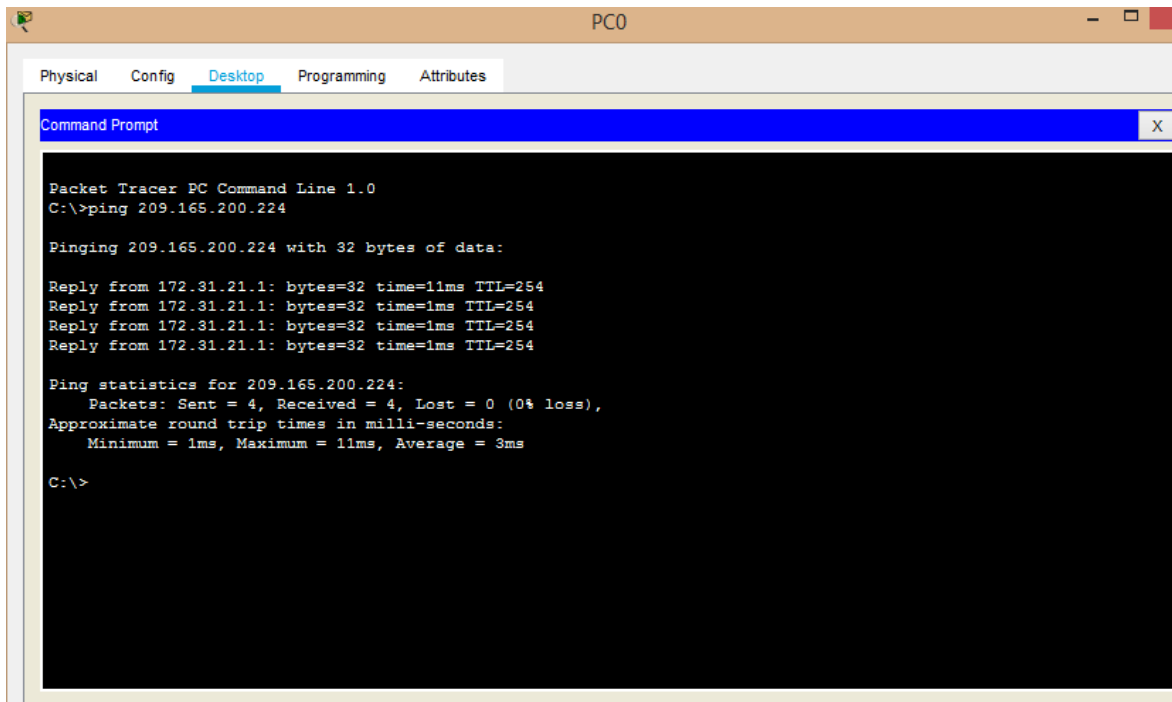 PC0
Physical Config Desktop Programming Attributes
Command Prompt
X
Packet Tracer PC Command Line 1.0
C:\>ping 209.165.200.224
Pinging 209.165.200.224 with 32 bytes of data:
Reply from 172.31.21.1: bytes=32 time=11ms TTL=254
Reply from 172.31.21.1: bytes=32 time=1ms TTL=254
Reply from 172.31.21.1: bytes=32 time=1ms TTL=254
Reply from 172.31.21.1: bytes=32 time=1ms TTL=254
Ping statistics for 209.165.200.224:
Packets: Sent = 4, Received = 4, Lost = 0 (0% loss),
Approximate round trip times in milli-seconds:
Minimum = 1ms, Maximum = 11ms, Average = 3ms
C:\>